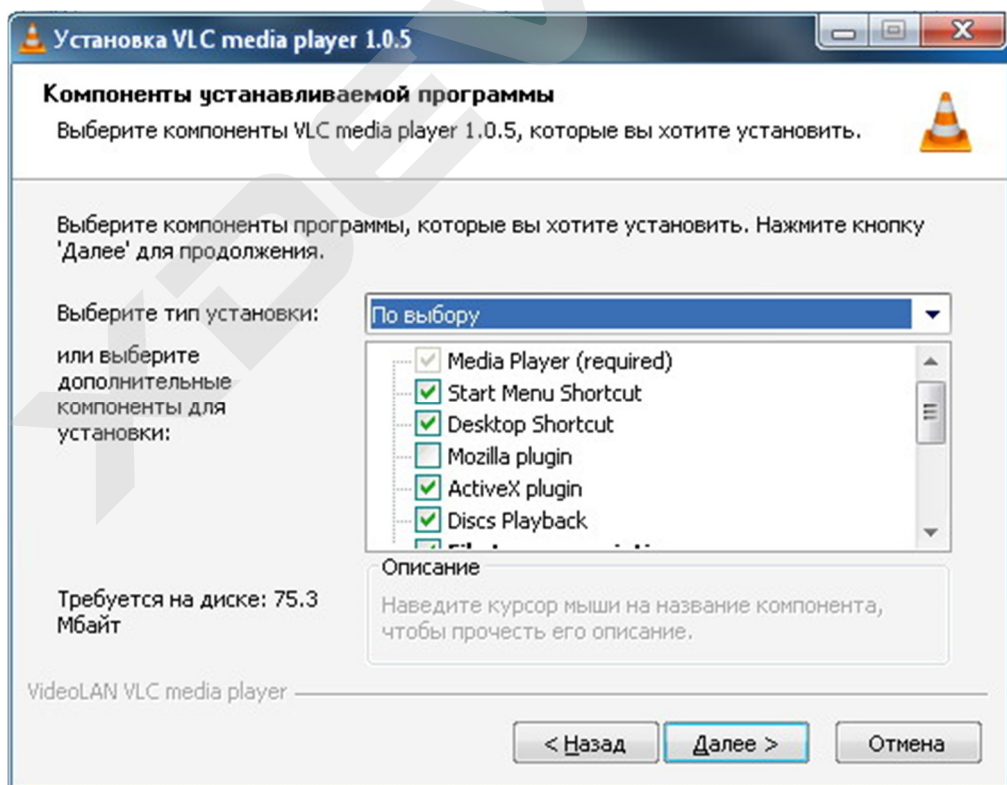 Установка VLC media player 1.0.5
Компоненты устанавливаемой программы
Выберите компоненты VLC media player 1.0.5, которые вы хотите установить.
Выберите компоненты программы, которые вы хотите установить. Нажмите кнопку
'Далее' для продолжения.
Выберите тип установки:
По выбору
или выберите
дополнительные
компоненты для
установки:
Media Player (required)
Start Menu Shortcut
Desktop Shortcut
Mozilla plugin
ActiveX plugin
Discs Playback
Требуется на диске: 75.3
Мбайт
Описание
Наведите курсор мыши на название компонента,
чтобы прочесть его описание.
VideoLAN VLC media player
< Назад
Далее >
Отмена